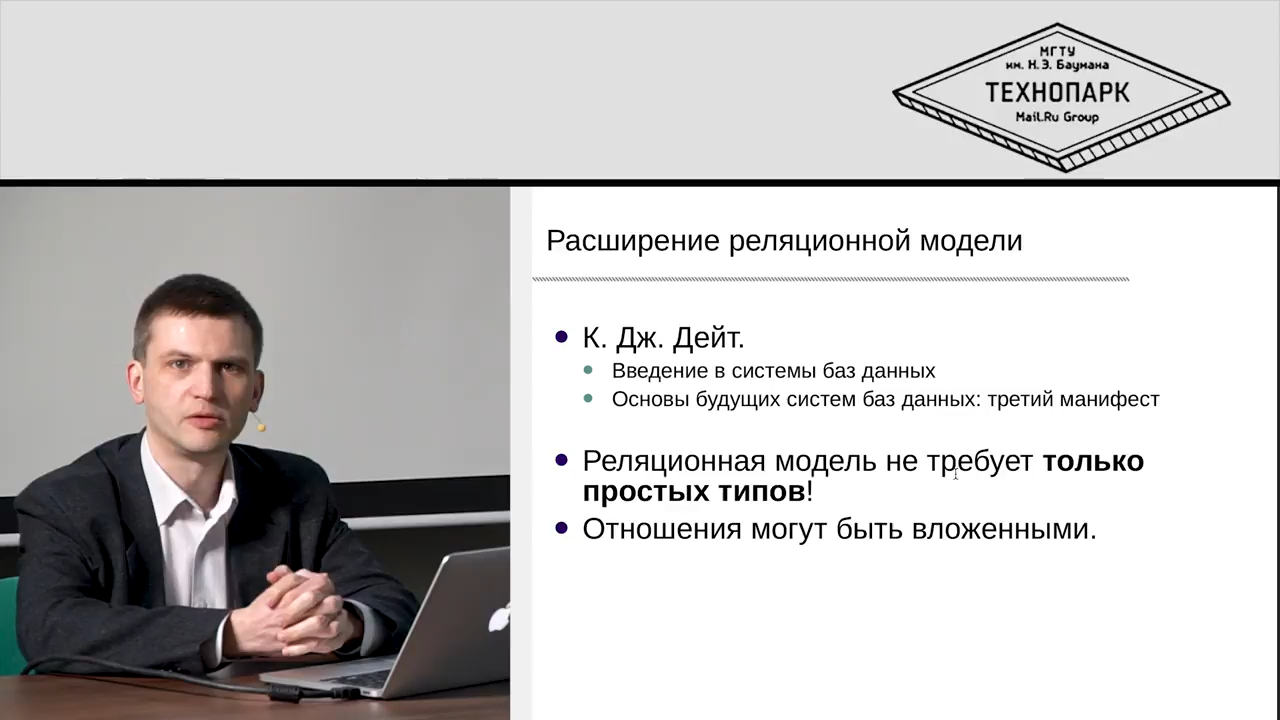 МГТУ
им. Н.Э. Баумана
ТЕХНОПАРК
Mail.Ru Group
Расширение реляционной модели
К. Дж. Дейт.
Введение в системы баз данных
Основы будущих систем баз данных: третий манифест
Реляционная модель не требует только
простых типов!
Отношения могут быть вложенными.